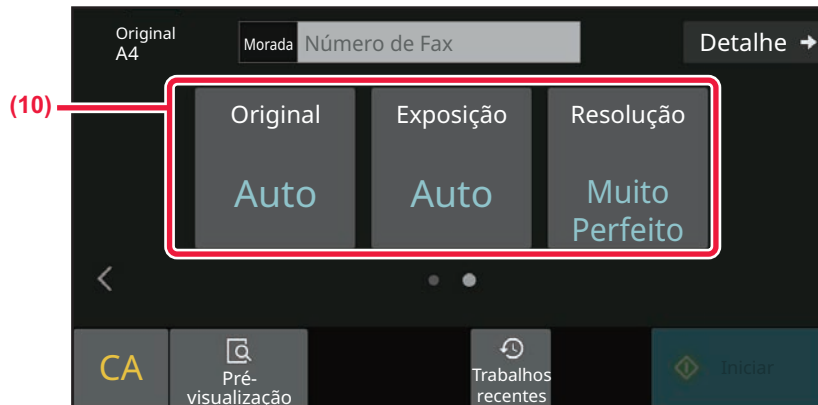 Original
A4
Morada Número de Fax
Detalhe
(10)
Original
Exposição
Resolução
Auto
Auto
Muito
Perfeito
CA
Pré-
visualização
Trabalhos
recentes
Iniciar